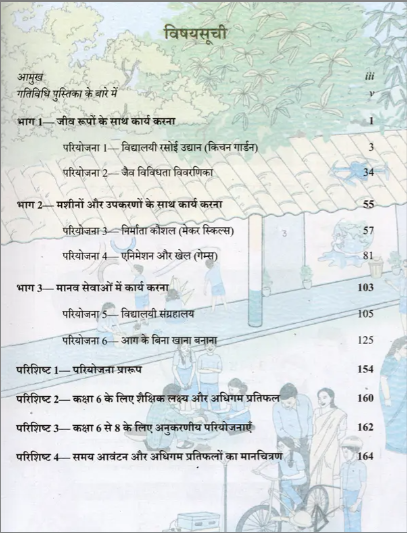 विषयसूची
आमुख iii
गतिविधि पुस्तिका के बारे में v
भाग 1— जीव रूपों के साथ कार्य करना 1
परियोजना 1— विद्यालयी रसोई उद्यान (किचन गार्डन) 3
परियोजना 2— जैव विविधता विवरणिका 34
भाग 2— मशीनों और उपकरणों के साथ कार्य करना 55
परियोजना 3— निर्माता कौशल (मेकर स्किल्स) 57
परियोजना 4— एनिमेशन और खेल (गेम्स) 81
भाग 3— मानव सेवाओं में कार्य करना 103
परियोजना 5— विद्यालयी संग्रहालय 105
परियोजना 6— आग के बिना खाना बनाना 125
परिशिष्ट 1— परियोजना प्रारूप 154
परिशिष्ट 2— कक्षा 6 के लिए शैक्षिक लक्ष्य और अधिगम प्रतिफल 160
परिशिष्ट 3— कक्षा 6 से 8 के लिए अनुकरणीय परियोजनाएँ 162
परिशिष्ट 4— समय आवंटन और अधिगम प्रतिफलों का मानचित्रण 164